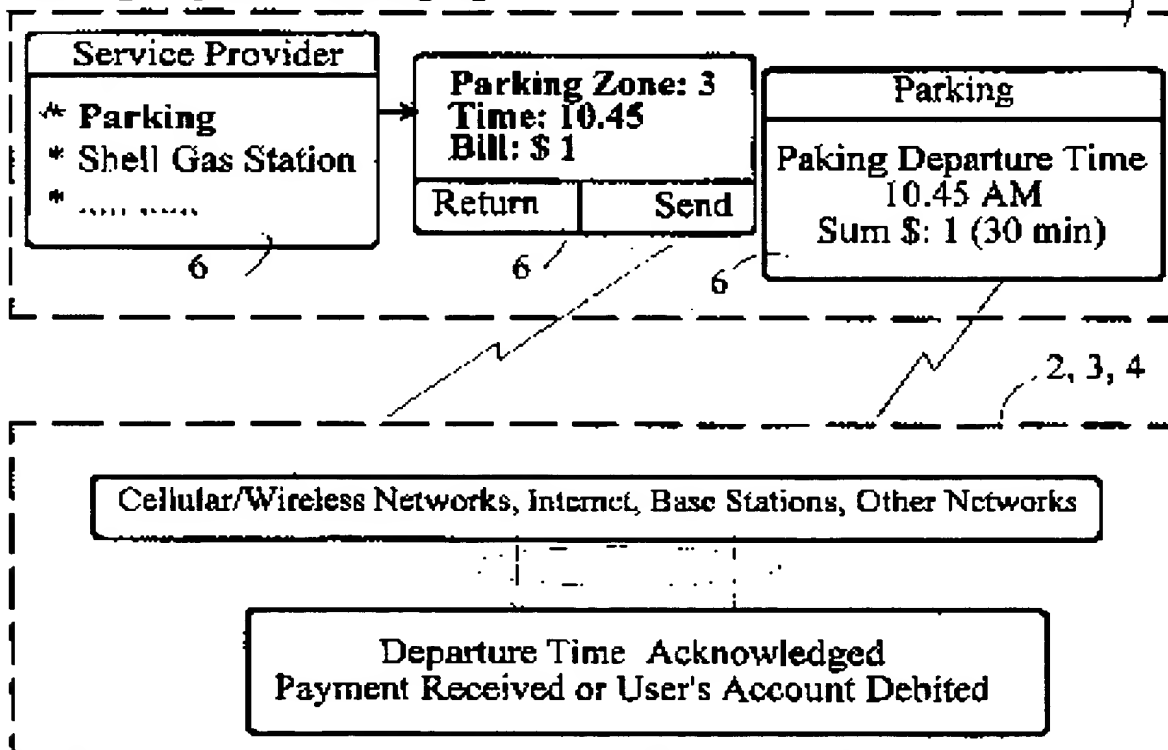 Service Provider
* Parking
* Shell Gas Station
*
Parking Zone: 3
Time: 10.45
Bill: $ 1
Return Send
Parking
Paking Departure Time
10.45 AM
Sum $: 1 (30 min)
6 6 6
2, 3, 4
Cellular/Wireless Networks, Internet, Base Stations, Other Networks
Departure Time Acknowledged
Payment Received or User's Account Debited